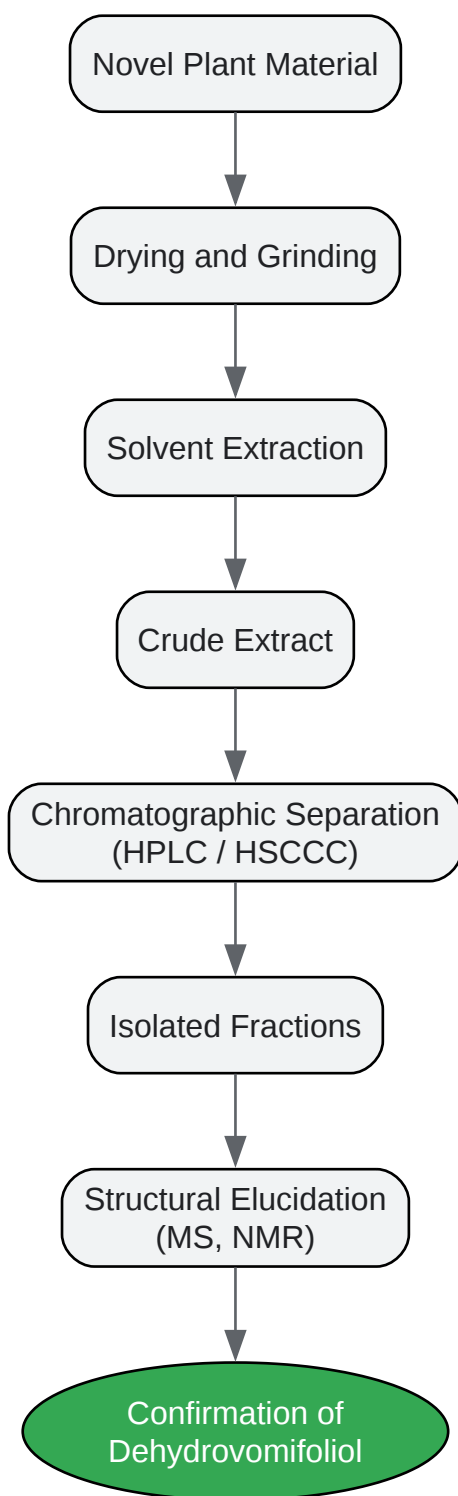 Novel Plant Material
Drying and Grinding
Solvent Extraction
Crude Extract
Chromatographic Separation
(HPLC / HSCCC)
Isolated Fractions
Structural Elucidation
(MS, NMR)
Confirmation of
Dehydrovomifoliol